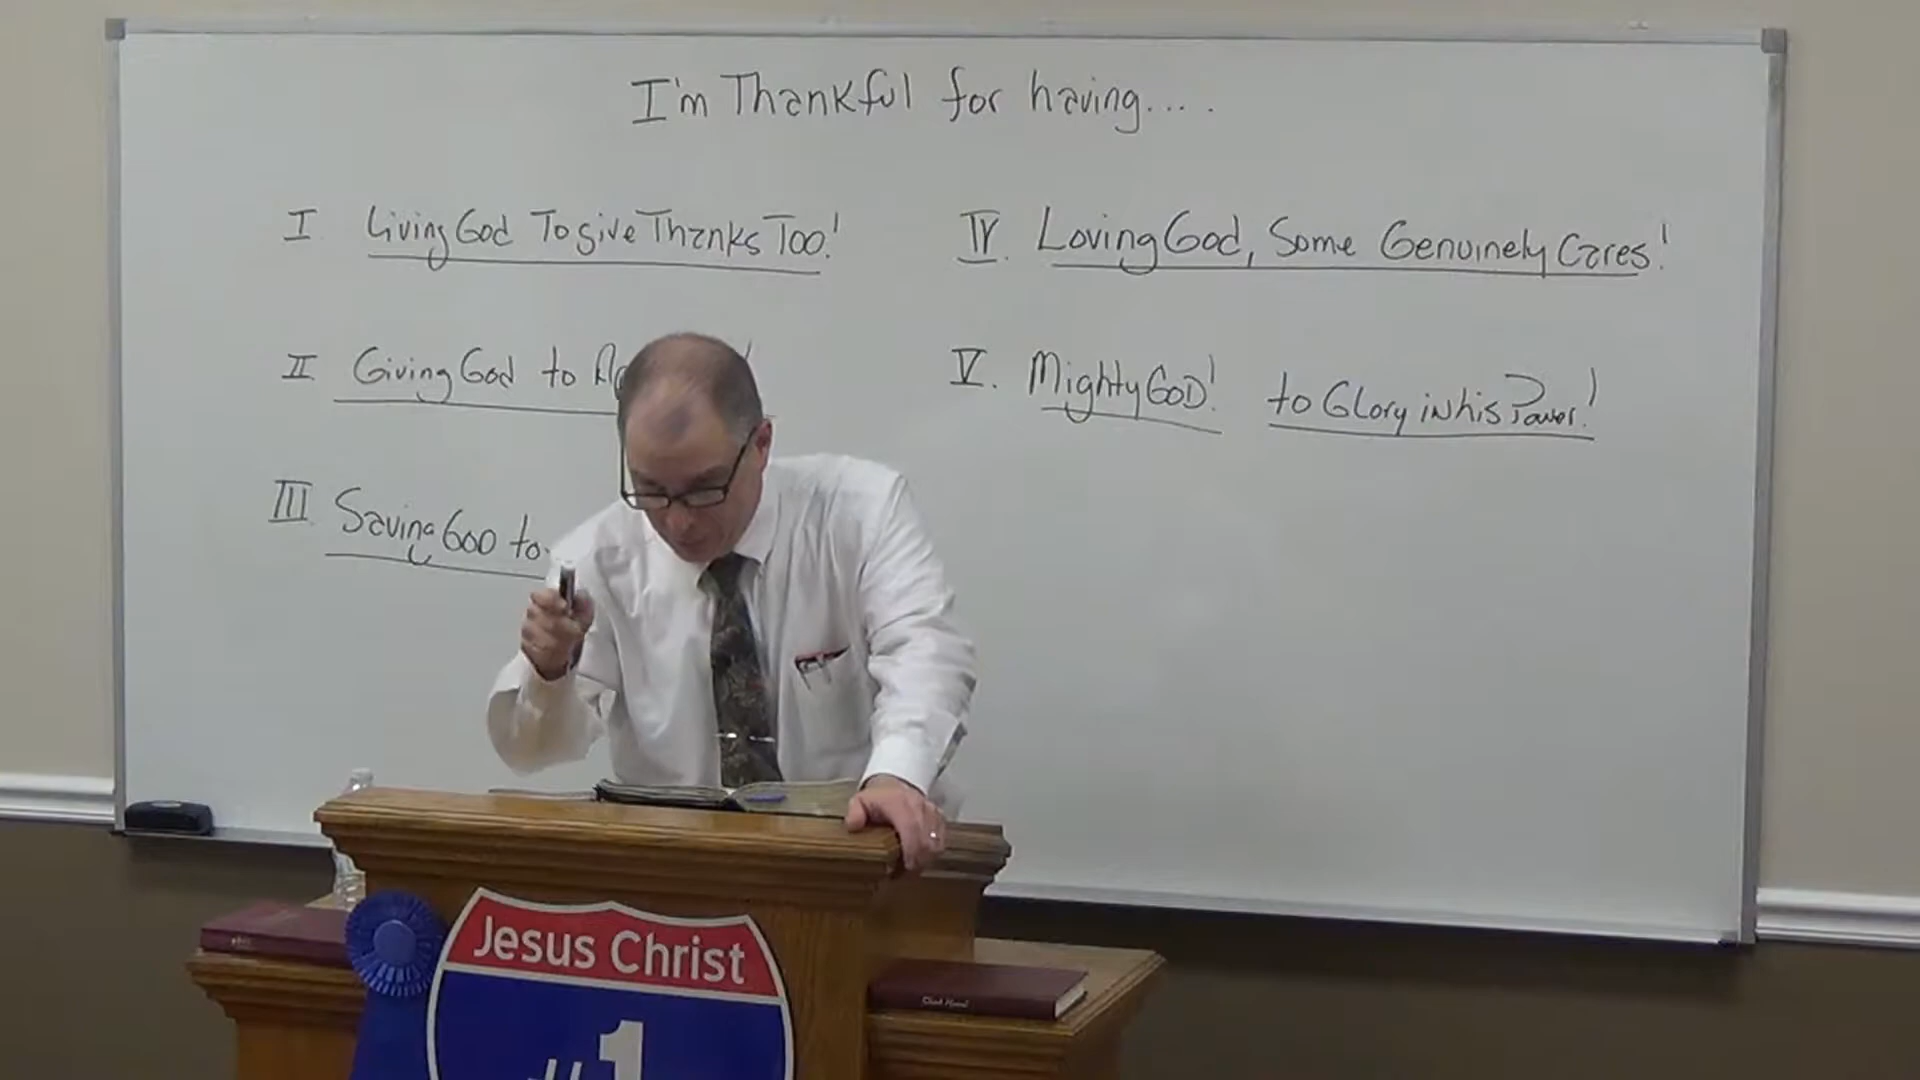 I'm Thankful for having....
I Living God To give Thanks Too!
II Giving God to
III Saving GOD to
IV. Loving God, Some Genuinely Cares!
V. Mighty GOD! to Glory in his Power!
Jesus Christ
#1